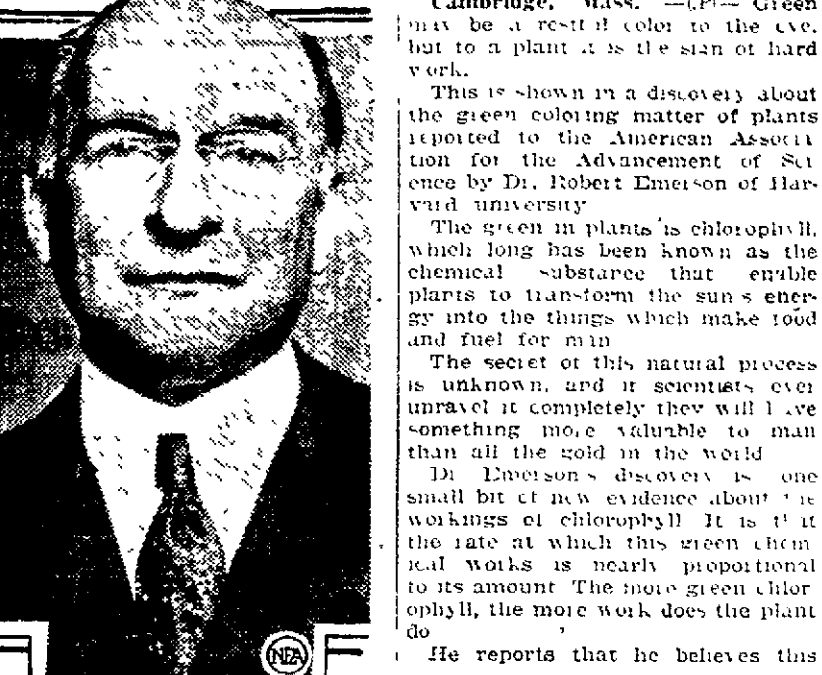 Cambridge, Mass. —(P)— Green
may be a restful color to the eye,
but to a plant it is the sign of hard
work.
This is shown in a discovery about
the green coloring matter of plants
reported to the American Associa
tion for the Advancement of Sci
ence by Dr. Robert Emerson of Har-
vard university
The green in plants is chlorophyll,
which long has been known as the
chemical substance that enable
plants to transform the sun's ener-
gy into the things which make food
and fuel for man
The secret of this natural process
is unknown, and if scientists ever
unravel it completely they will have
something more valuable to man
than all the gold in the world
Dr Emerson's discovery is one
small bit of new evidence about the
workings of chlorophyll It is that
the rate at which this green chem
ical works is nearly proportional
to its amount The more green chlor
ophyll, the more work does the plant
do
He reports that he believes this
NEA